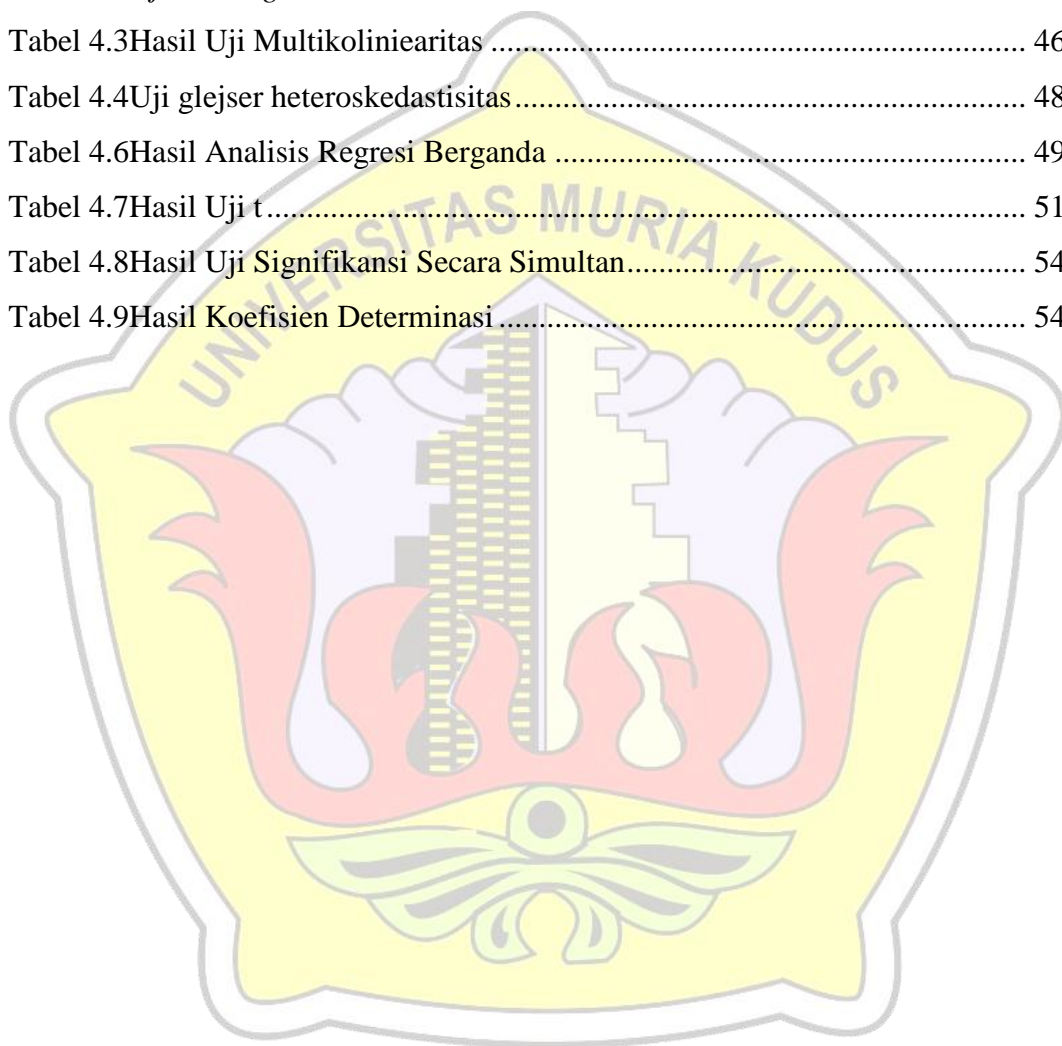 Tabel 4.3Hasil Uji Multikoliniearitas ........................................................................ 46
Tabel 4.4Uji glejser heteroskedastisitas..................................................................... 48
Tabel 4.6Hasil Analisis Regresi Berganda ............................................................... 49
Tabel 4.7Hasil Uji t.................................................................................................... 51
Tabel 4.8Hasil Uji Signifikansi Secara Simultan...................................................... 54
Tabel 4.9Hasil Koefisien Determinasi ...................................................................... 54
UNIVERSITAS MURIA KUDUS